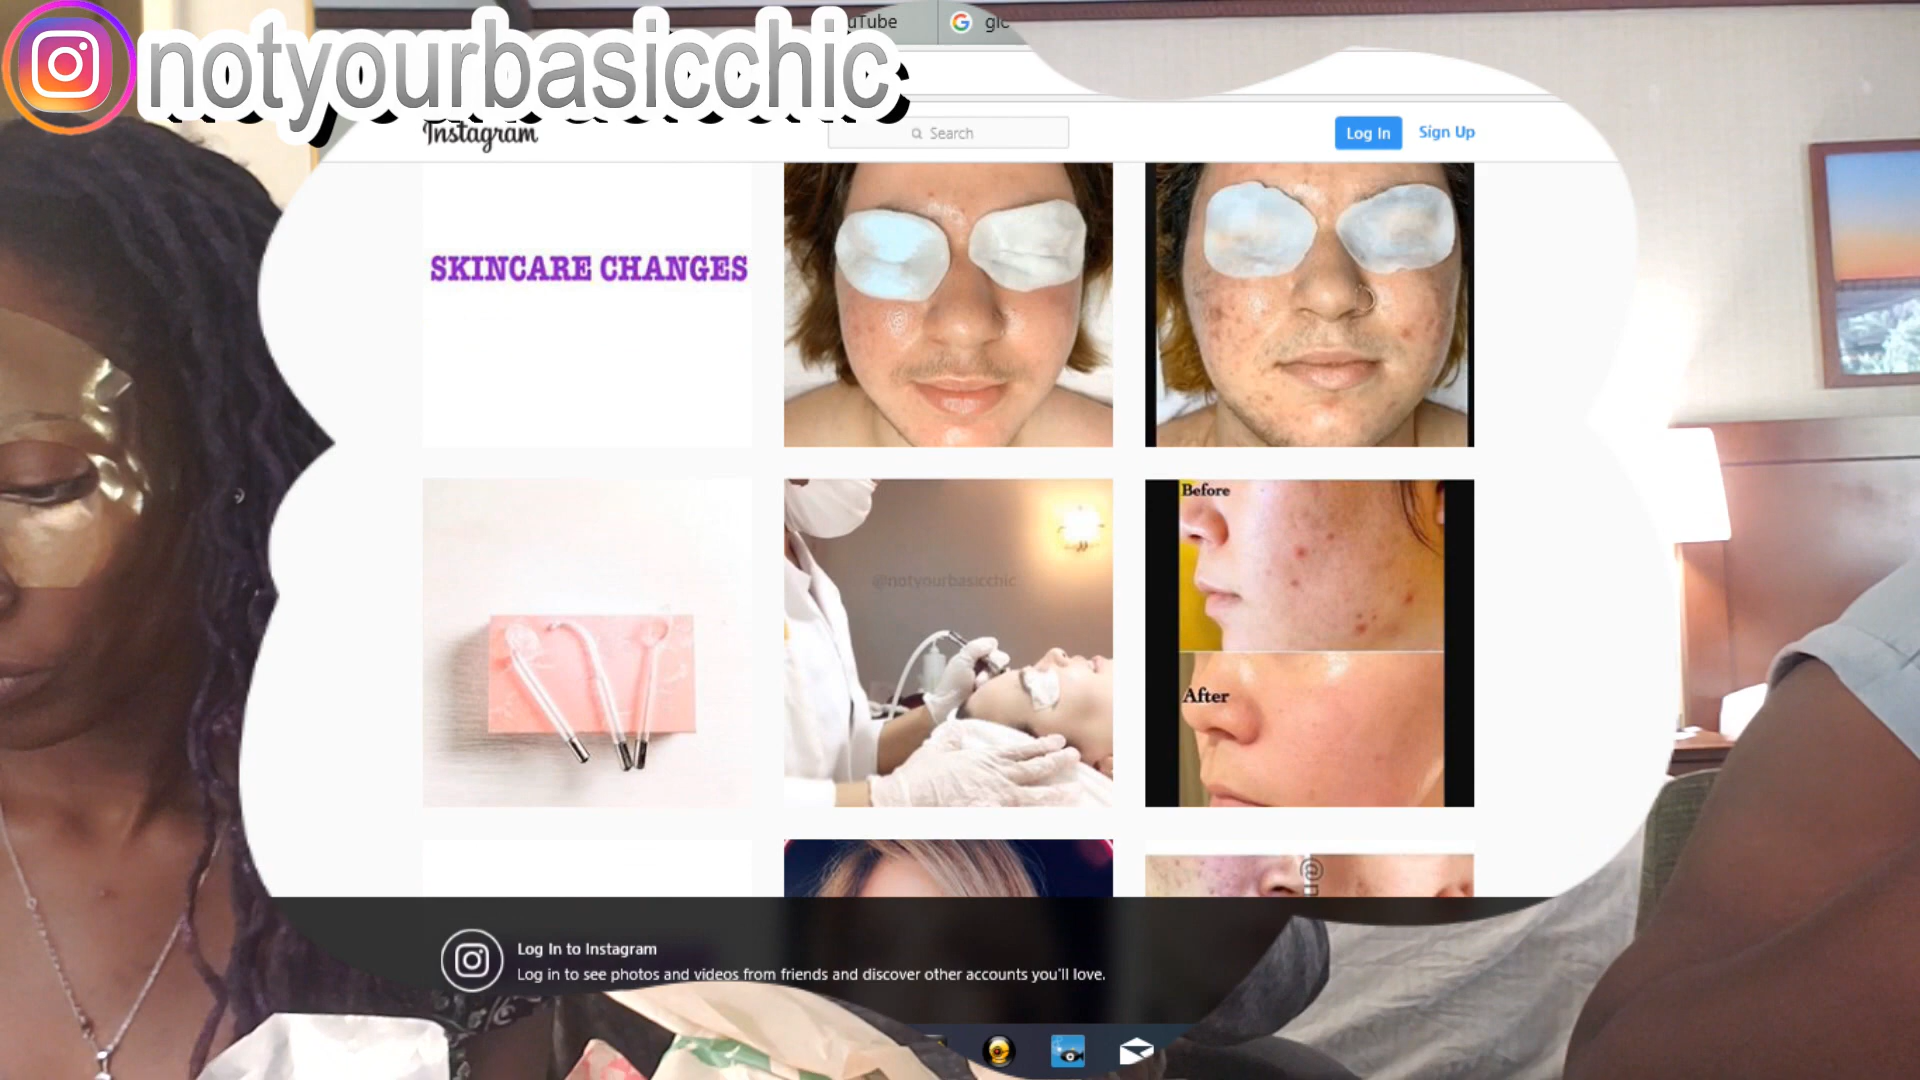 notyourbasicchic
uTube
glc
Instagram
Search
Log In
Sign Up
SKINCARE CHANGES
Before
@notyourbasicchic
After
@n
Log In to Instagram
Log in to see photos and videos from friends and discover other accounts you'll love.